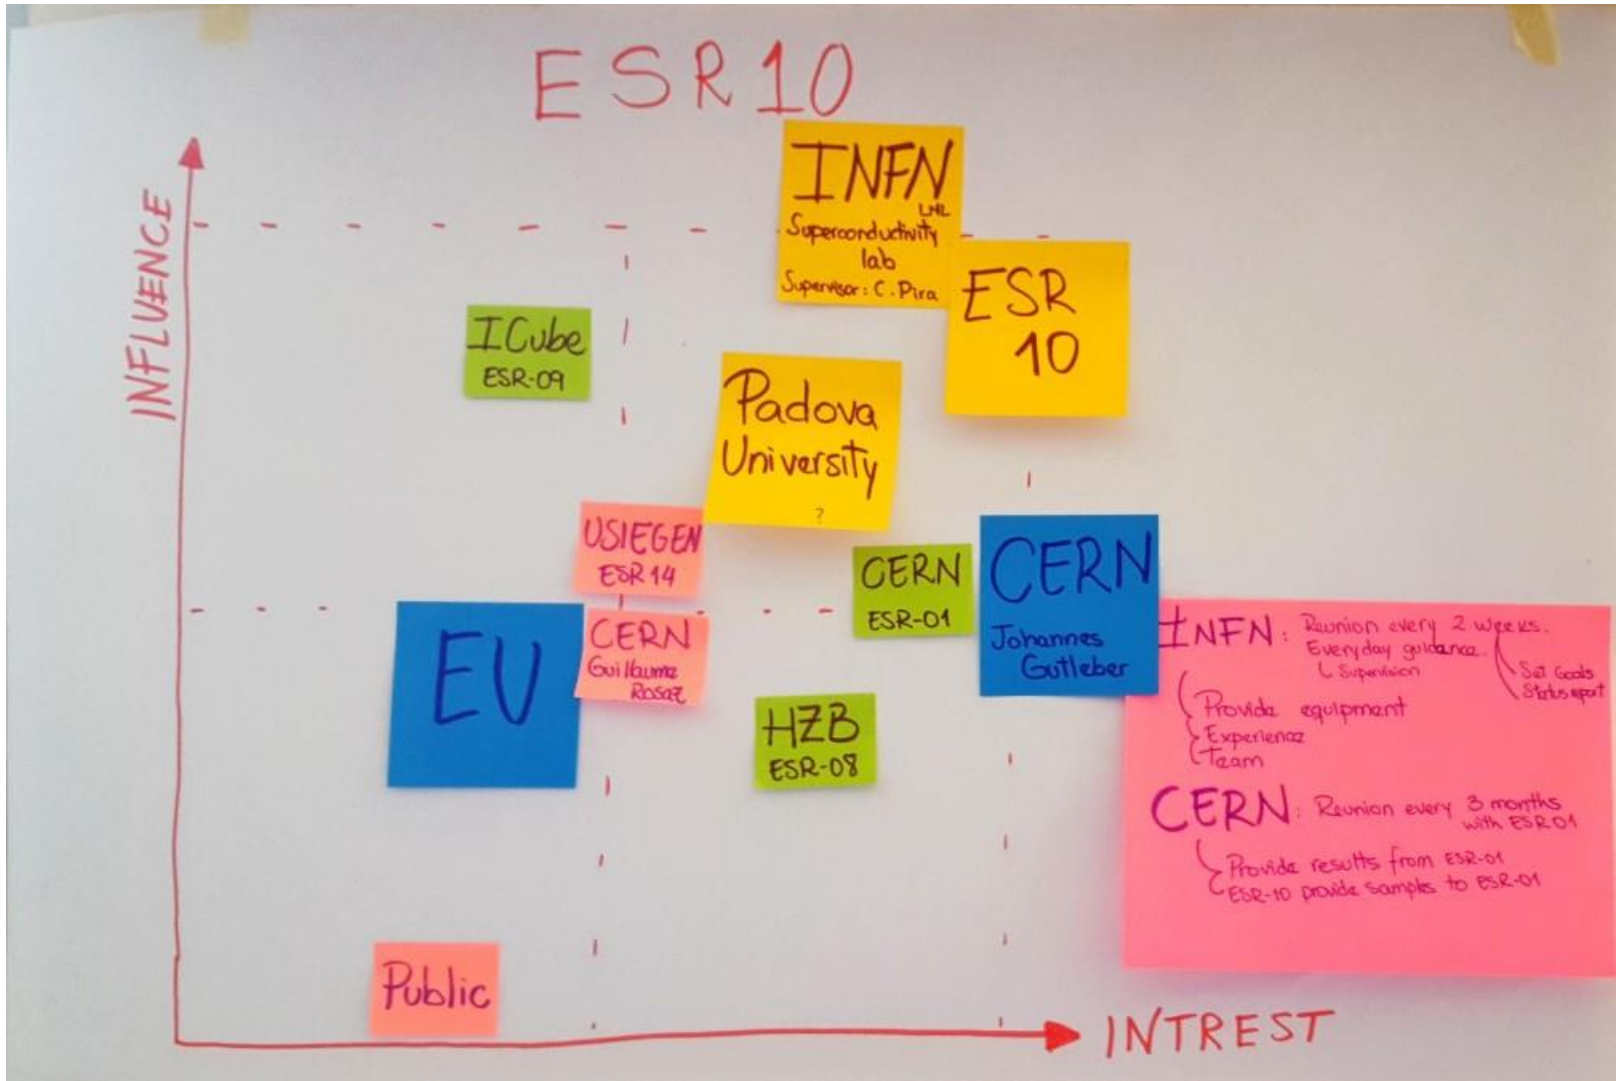 ESR10
INFLUENCE
INFN
LNL
Superconductivity
lab
Supervisor: C. Pira
ESR
10
ICube
ESR-09
Padova
University
?
USIEGEN
ESR 14
CERN
ESR-01
CERN
Johannes
Gutleber
EU
CERN
Guillaume
Rosaz
HZB
ESR-08
INFN: Reunion every 2 weeks.
Everyday guidance.
Supervision
Set Goals
Status report
Provide equipment
Experience
Team
CERN: Reunion every 3 months
with ESR01
Provide results from ESR-01
ESR-10 provide samples to ESR-01
Public
INTREST